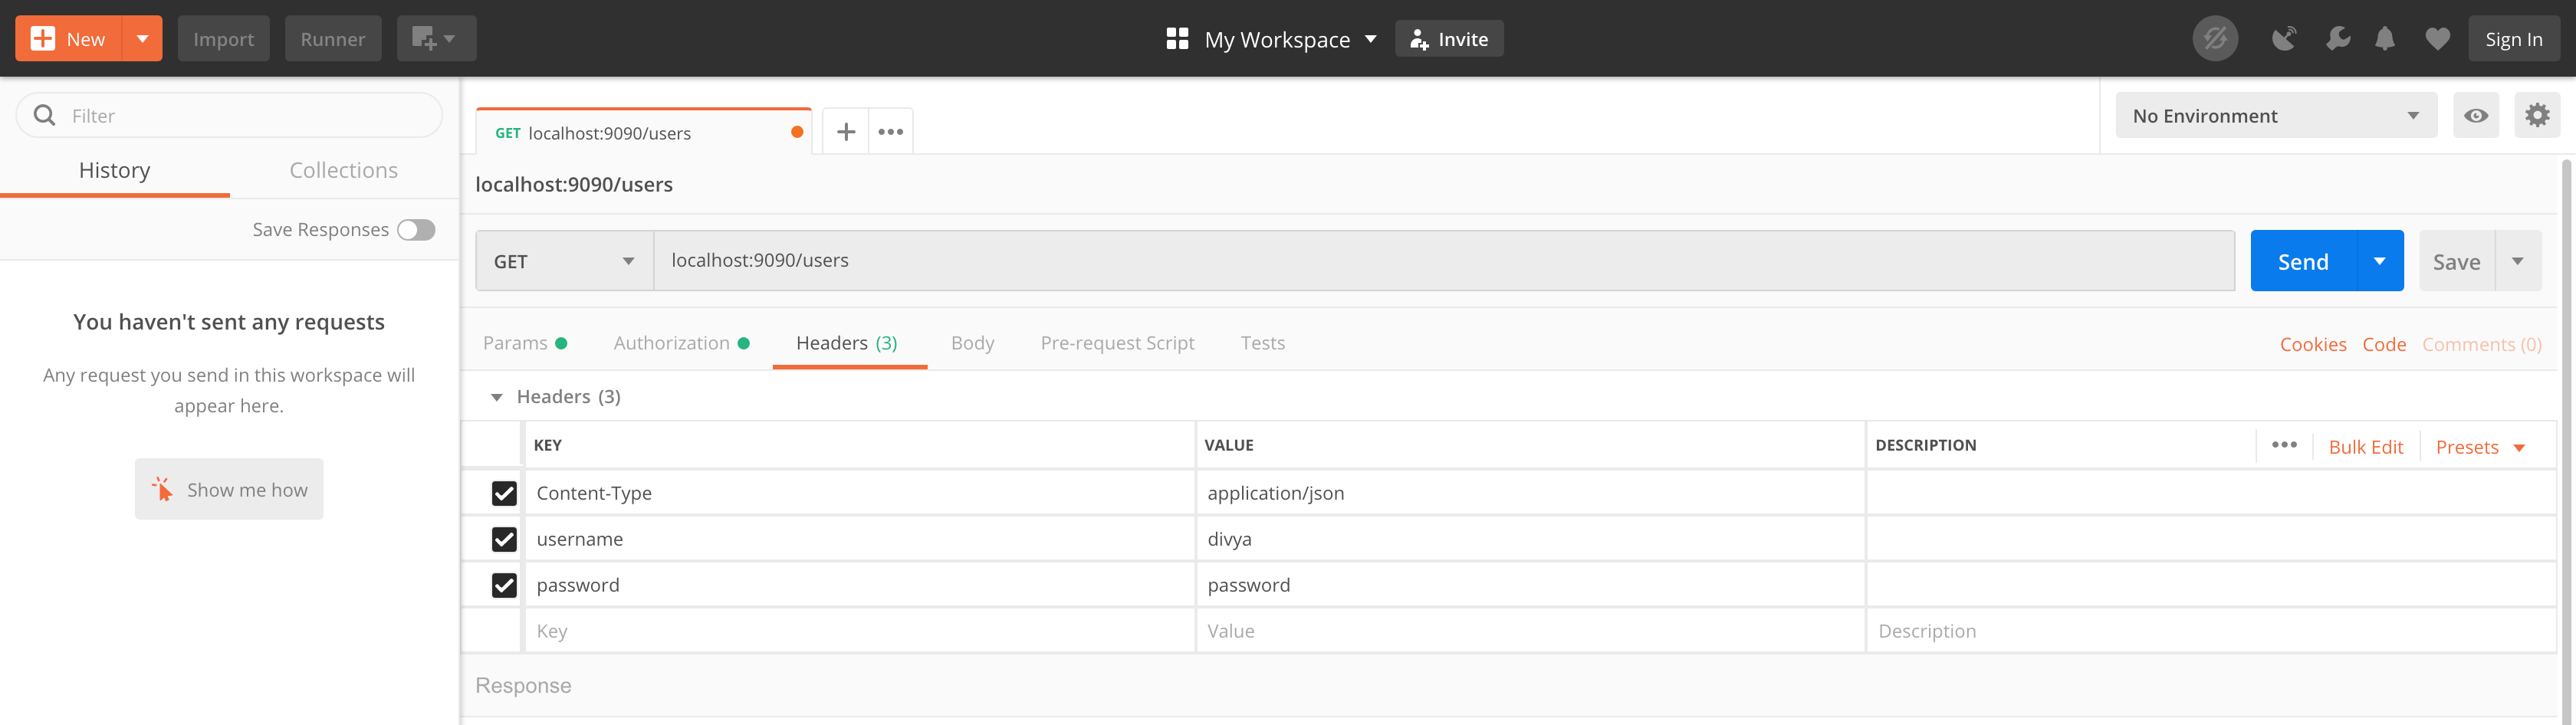 New
Import
Runner
My Workspace
Invite
Sign In
Filter
History
Collections
Save Responses
You haven't sent any requests
Any request you send in this workspace will
appear here.
Show me how
GET localhost:9090/users
No Environment
localhost:9090/users
GET
localhost:9090/users
Send
Save
Params
Authorization
Headers (3)
Body
Pre-request Script
Tests
Cookies
Code
Comments (0)
Headers (3)
KEY
VALUE
DESCRIPTION
Bulk Edit
Presets
Content-Type
application/json
username
divya
password
password
Key
Value
Description
Response